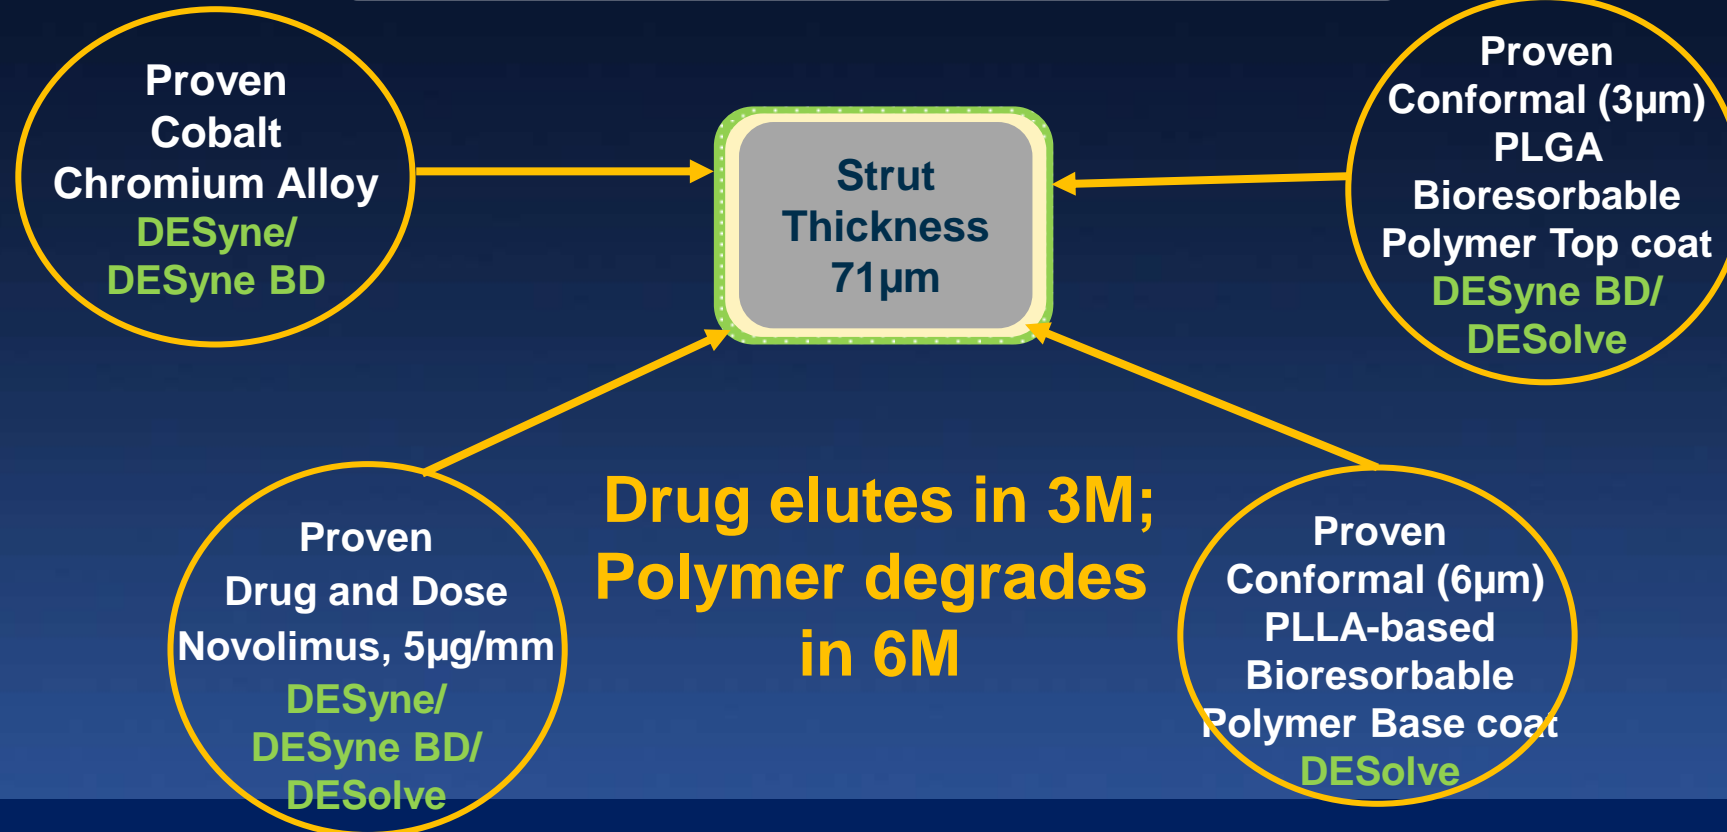 Proven
Cobalt
Chromium Alloy
DESyne/
DESyne BD
Strut
Thickness
71µm
Proven
Conformal (3µm)
PLGA
Bioresorbable
Polymer Top coat
DESyne BD/
DESolve
Proven
Drug and Dose
Novolimus, 5µg/mm
DESyne/
DESyne BD/
DESolve
Drug elutes in 3M;
Polymer degrades
in 6M
Proven
Conformal (6µm)
PLLA-based
Bioresorbable
Polymer Base coat
DESolve